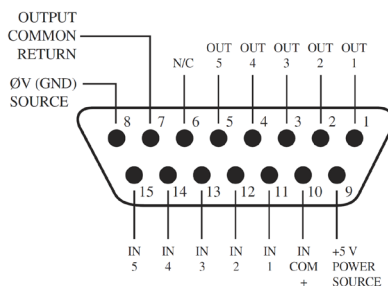 OUTPUT
COMMON
RETURN
ØV (GND)
SOURCE
N/C
OUT
5
OUT
4
OUT
3
OUT
2
OUT
1
8 7 6 5 4 3 2 1
15 14 13 12 11 10 9
IN
5
IN
4
IN
3
IN
2
IN
1
IN
COM
+
+5 V
POWER
SOURCE